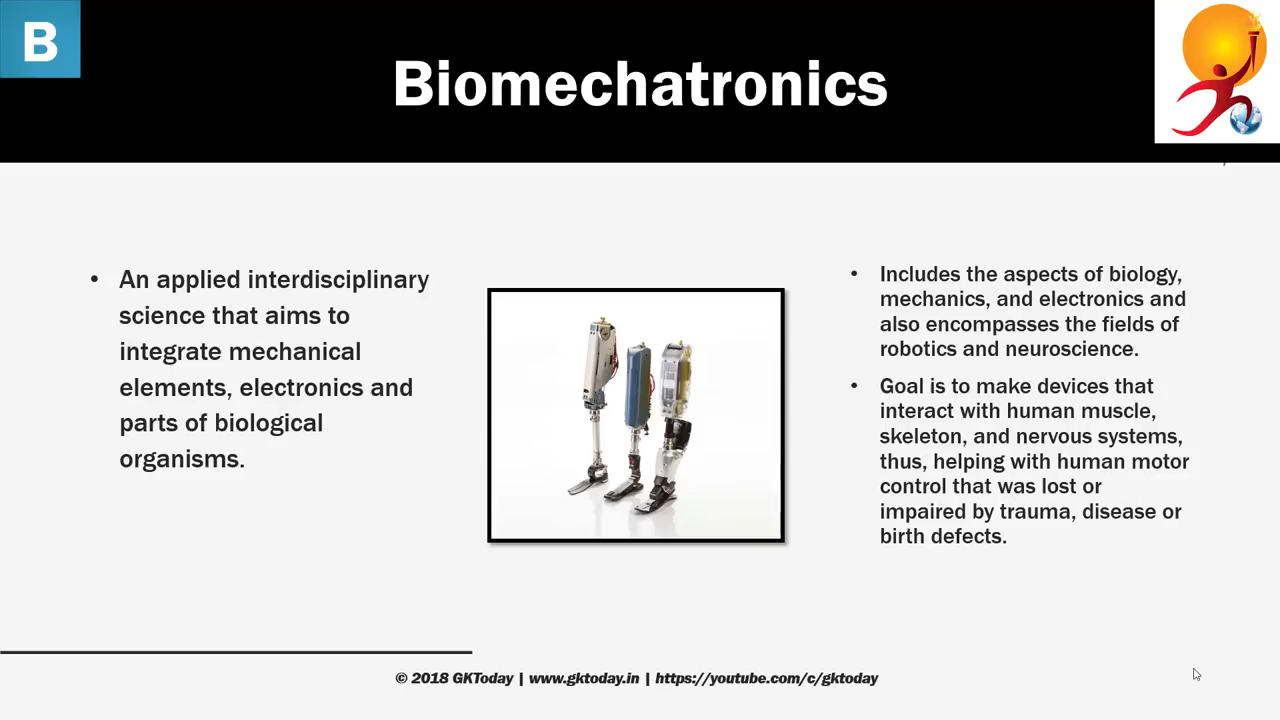 B
Biomechatronics
• An applied interdisciplinary
science that aims to
integrate mechanical
elements, electronics and
parts of biological
organisms.
• Includes the aspects of biology,
mechanics, and electronics and
also encompasses the fields of
robotics and neuroscience.
• Goal is to make devices that
interact with human muscle,
skeleton, and nervous systems,
thus, helping with human motor
control that was lost or
impaired by trauma, disease or
birth defects.
© 2018 GKToday | www.gktoday.in | https://youtube.com/c/gktoday